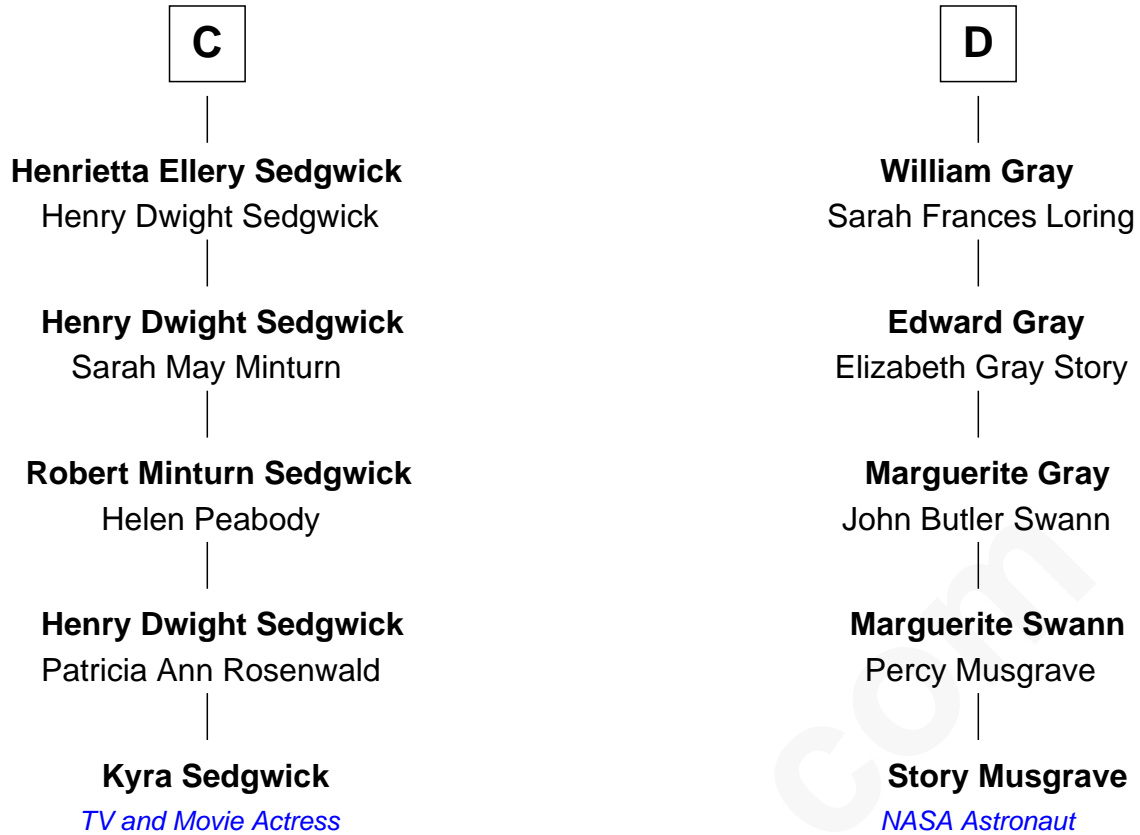 C
Henrietta Ellery Sedgwick
Henry Dwight Sedgwick
Henry Dwight Sedgwick
Sarah May Minturn
Robert Minturn Sedgwick
Helen Peabody
Henry Dwight Sedgwick
Patricia Ann Rosenwald
Kyra Sedgwick
TV and Movie Actress
D
William Gray
Sarah Frances Loring
Edward Gray
Elizabeth Gray Story
Marguerite Gray
John Butler Swann
Marguerite Swann
Percy Musgrave
Story Musgrave
NASA Astronaut
com